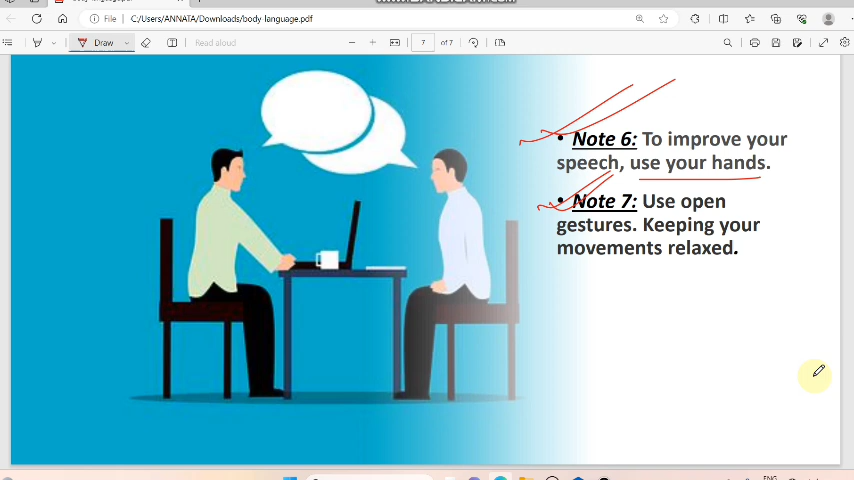 File
C:/Users/ANNATA/Downloads/body-language.pdf
Draw
Read aloud
7
of 7
• Note 6: To improve your
speech, use your hands.
• Note 7: Use open
gestures. Keeping your
movements relaxed.
ENG